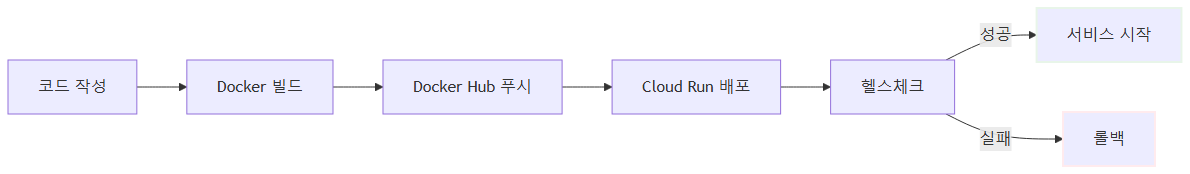 코드 작성
Docker 빌드
Docker Hub 푸시
Cloud Run 배포
헬스체크
성공
서비스 시작
실패
롤백